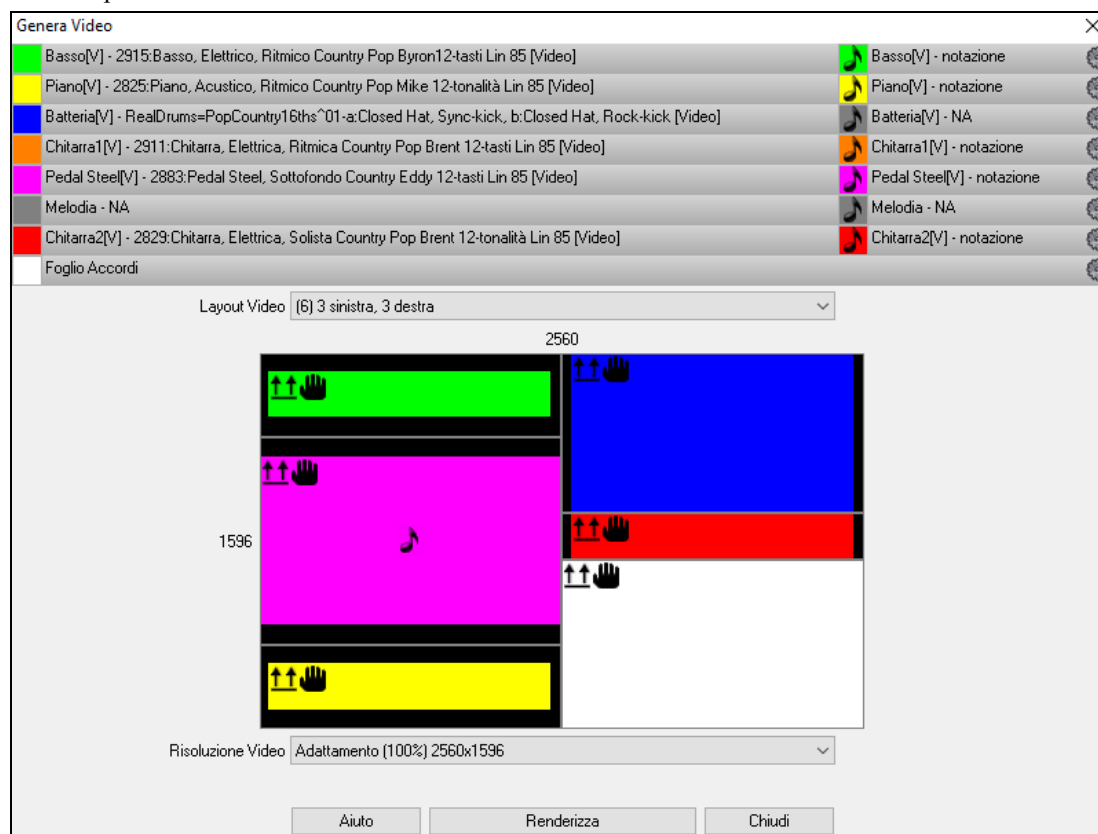 Genera Video
Basso[V] - 2915:Basso, Elettrico, Ritmico Country Pop Byron12-tasti Lin 85 [Video] Basso[V] - notazione
Piano[V] - 2825:Piano, Acustico, Ritmico Country Pop Mike 12-tonalità Lin 85 [Video] Piano[V] - notazione
Batteria[V] - RealDrums=PopCountry16ths^01-a:Closed Hat, Sync-kick, b:Closed Hat, Rock-kick [Video] Batteria[V] - NA
Chitarra1[V] - 2911:Chitarra, Elettrica, Ritmica Country Pop Brent 12-tasti Lin 85 [Video] Chitarra1[V] - notazione
Pedal Steel[V] - 2883:Pedal Steel, Sottofondo Country Eddy 12-tasti Lin 85 [Video] Pedal Steel[V] - notazione
Melodia - NA Melodia - NA
Chitarra2[V] - 2829:Chitarra, Elettrica, Solista Country Pop Brent 12-tonalità Lin 85 [Video] Chitarra2[V] - notazione
Foglio Accordi
Layout Video (6) 3 sinistra, 3 destra
2560
1596
Risoluzione Video Adattamento (100%) 2560x1596
Aiuto Renderizza Chiudi